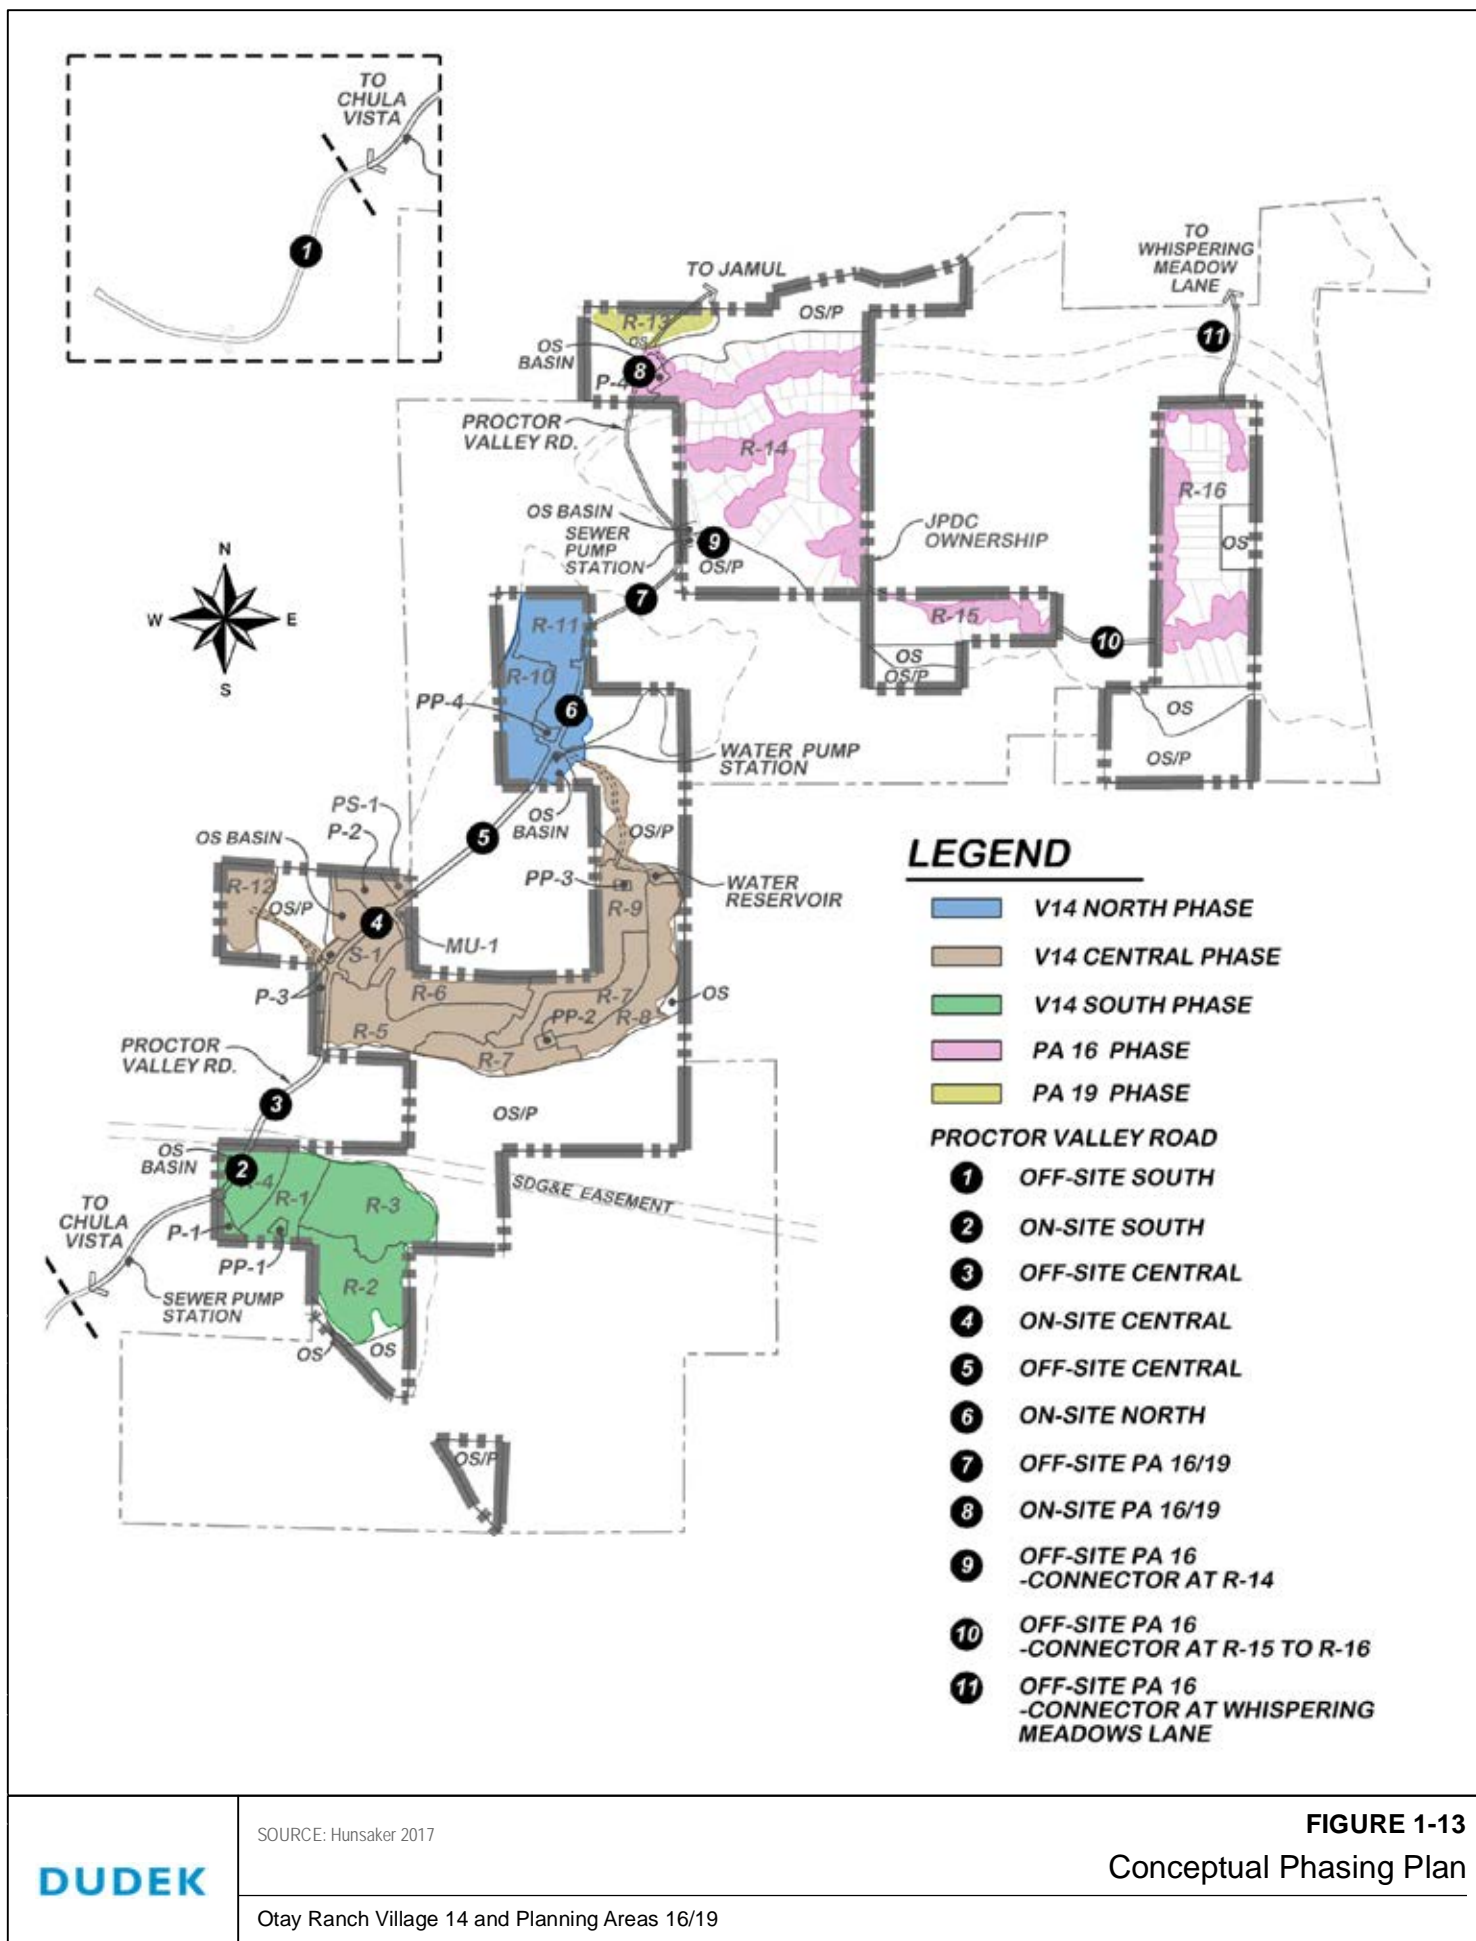 TO
CHULA
VISTA
1
TO
WHISPERING
MEADOW
LANE
TO JAMUL
OS/P
R-13
OS
OS
BASIN
8
P-4
11
PROCTOR
VALLEY RD.
R-14
R-16
OS
OS BASIN
SEWER
PUMP
STATION
9
OS/P
JPDC
OWNERSHIP
N
W
E
S
7
R-11
R-15
10
OS
OS/P
R-10
PP-4
6
OS
OS/P
WATER PUMP
STATION
PS-1
P-2
OS BASIN
5
OS
BASIN
OS/P
R-12
OS/P
PP-3
WATER
RESERVOIR
R-9
4
MU-1
S-1
P-3
R-6
R-7
OS
R-5
PP-2
R-8
R-7
PROCTOR
VALLEY RD.
3
OS/P
OS
BASIN
2
R-4
R-1
R-3
SDG&E EASEMENT
TO
CHULA
VISTA
P-1
PP-1
R-2
SEWER PUMP
STATION
OS
OS
OS/P
LEGEND
V14 NORTH PHASE
V14 CENTRAL PHASE
V14 SOUTH PHASE
PA 16 PHASE
PA 19 PHASE
PROCTOR VALLEY ROAD
1 OFF-SITE SOUTH
2 ON-SITE SOUTH
3 OFF-SITE CENTRAL
4 ON-SITE CENTRAL
5 OFF-SITE CENTRAL
6 ON-SITE NORTH
7 OFF-SITE PA 16/19
8 ON-SITE PA 16/19
9 OFF-SITE PA 16
-CONNECTOR AT R-14
10 OFF-SITE PA 16
-CONNECTOR AT R-15 TO R-16
11 OFF-SITE PA 16
-CONNECTOR AT WHISPERING
MEADOWS LANE
DUDEK
SOURCE: Hunsaker 2017
FIGURE 1-13
Conceptual Phasing Plan
Otay Ranch Village 14 and Planning Areas 16/19